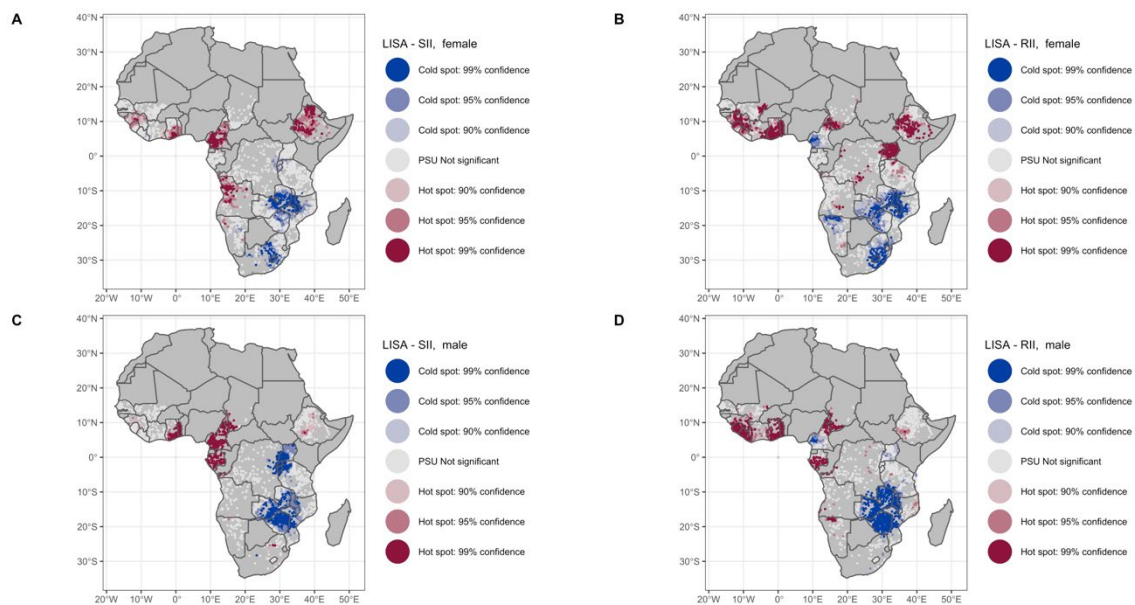 A
LISA - SII, female
Cold spot: 99% confidence
Cold spot: 95% confidence
Cold spot: 90% confidence
PSU Not significant
Hot spot: 90% confidence
Hot spot: 95% confidence
Hot spot: 99% confidence
40°N
30°N
20°N
10°N
0°
10°S
20°S
30°S
20°W 10°W 0° 10°E 20°E 30°E 40°E 50°E
B
LISA - RII, female
Cold spot: 99% confidence
Cold spot: 95% confidence
Cold spot: 90% confidence
PSU Not significant
Hot spot: 90% confidence
Hot spot: 95% confidence
Hot spot: 99% confidence
40°N
30°N
20°N
10°N
0°
10°S
20°S
30°S
20°W 10°W 0° 10°E 20°E 30°E 40°E 50°E
C
LISA - SII, male
Cold spot: 99% confidence
Cold spot: 95% confidence
Cold spot: 90% confidence
PSU Not significant
Hot spot: 90% confidence
Hot spot: 95% confidence
Hot spot: 99% confidence
40°N
30°N
20°N
10°N
0°
10°S
20°S
30°S
20°W 10°W 0° 10°E 20°E 30°E 40°E 50°E
D
LISA - RII, male
Cold spot: 99% confidence
Cold spot: 95% confidence
Cold spot: 90% confidence
PSU Not significant
Hot spot: 90% confidence
Hot spot: 95% confidence
Hot spot: 99% confidence
40°N
30°N
20°N
10°N
0°
10°S
20°S
30°S
20°W 10°W 0° 10°E 20°E 30°E 40°E 50°E